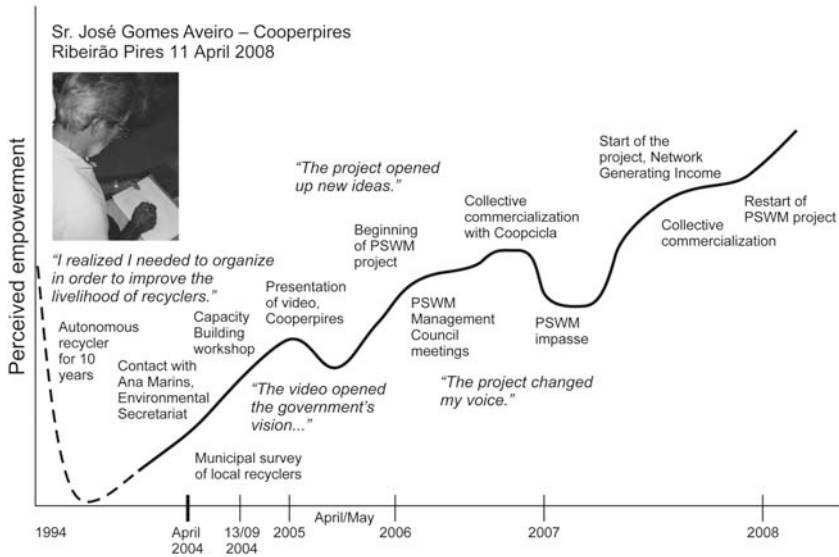 Sr. José Gomes Aveiro – Cooperpires
Ribeirão Pires 11 April 2008
Perceived empowerment
“I realized I needed to organize
in order to improve the
livelihood of recyclers.”
Autonomous
recycler
for 10
years
Contact with
Ana Marins,
Environmental
Secretariat
Capacity
Building
workshop
Municipal survey
of local recyclers
Presentation
of video,
Cooperpires
“The video opened
the government’s
vision...”
“The project opened
up new ideas.”
Beginning
of PSWM
project
PSWM
Management
Council
meetings
Collective
commercialization
with Coopcicla
“The project changed
my voice.”
PSWM
impasse
Start of the
project, Network
Generating Income
Collective
commercialization
Restart of
PSWM project
1994
April
2004
13/09
2004
2005
April/May
2006
2007
2008